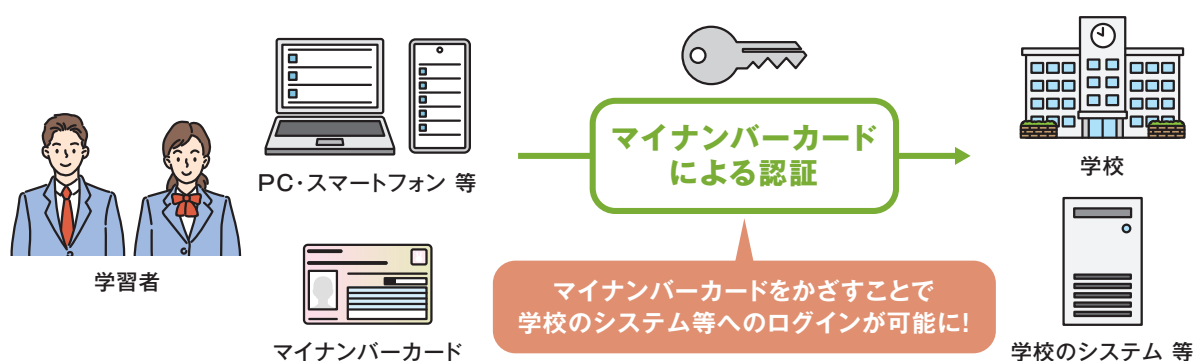 学習者
PC・スマートフォン 等
マイナンバーカード
マイナンバーカード
による認証
マイナンバーカードをかざすことで
学校のシステム等へのログインが可能に!
学校
学校のシステム 等